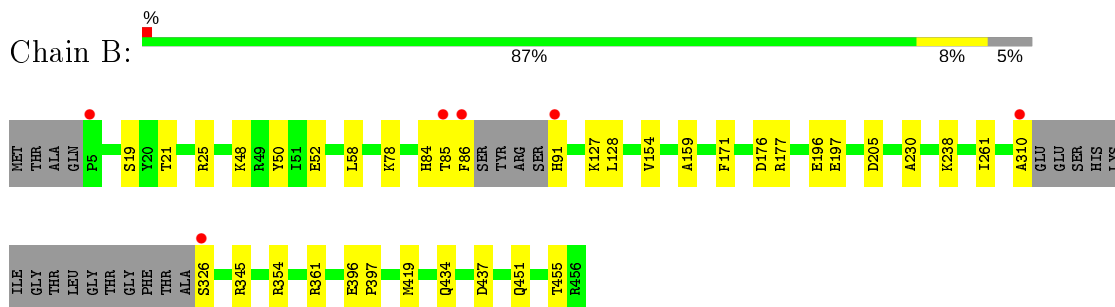 %
Chain B:
87% 8% 5%
MET THR ALA GLN P5 S19 Y20 T21 R25 K48 R49 Y50 I51 E52 L58 K78 H84 T85 F86 SER TYR ARG SER H91 K127 L128 V154 A159 F171 D176 R177 E196 E197 D205 A230 K238 I261 A310 GLU GLU SER HIS LYS
ILE GLY THR LEU GLY THR GLY PHE THR ALA S326 R345 R354 R361 E396 P397 M419 Q434 D437 Q451 T455 R456